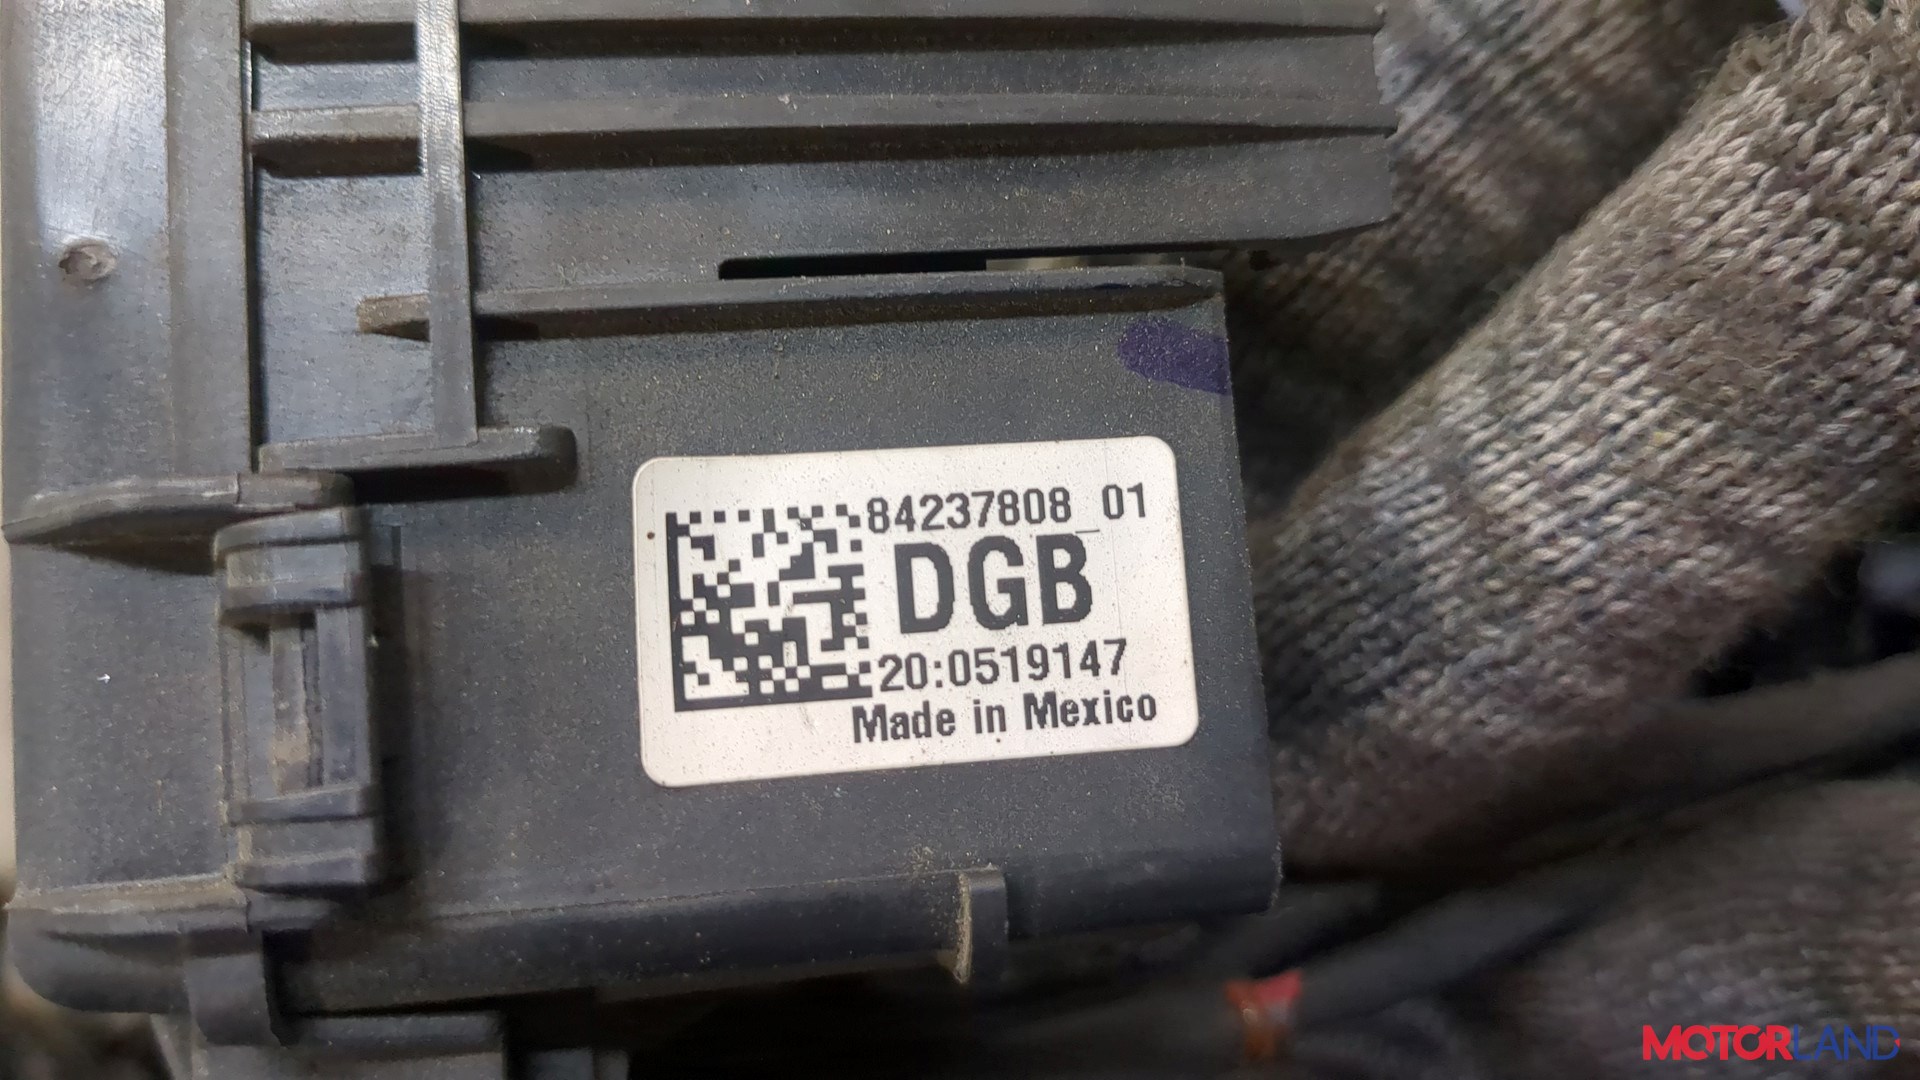 84237808_01
DGB
20:0519147
Made in Mexico
MOTORLAND